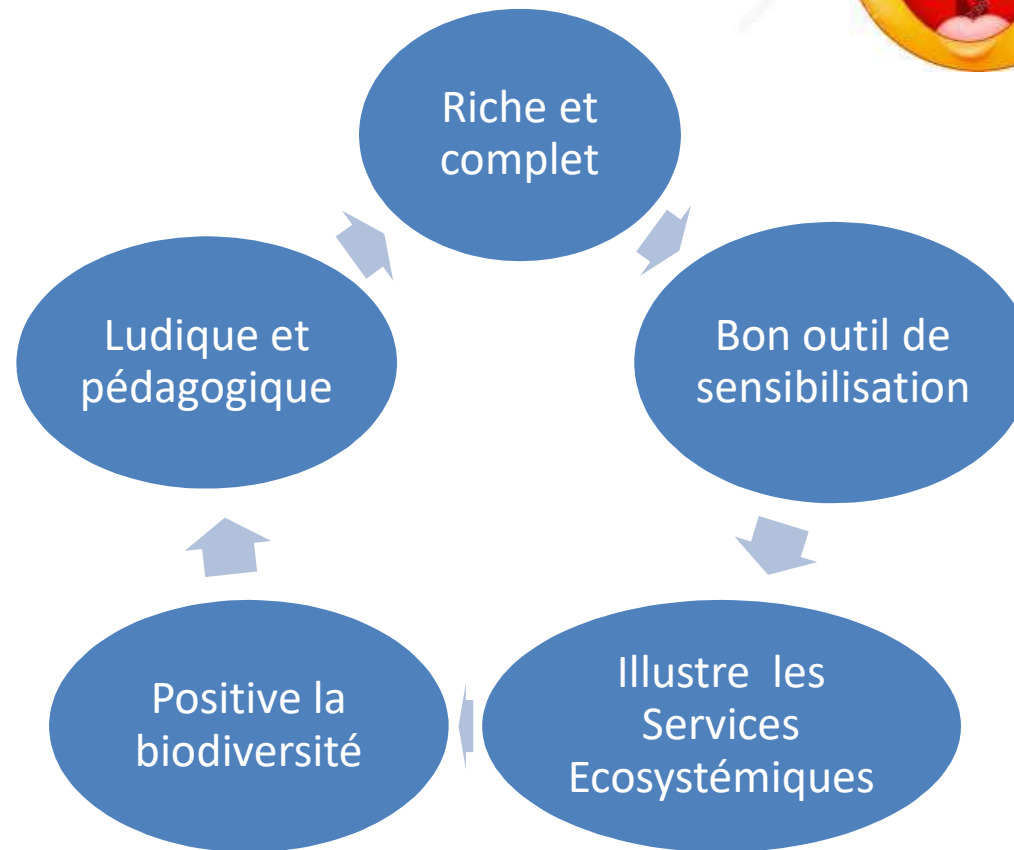 Riche et
complet
Bon outil de
sensibilisation
Illustre les
Services
Ecosystémiques
Positive la
biodiversité
Ludique et
pédagogique